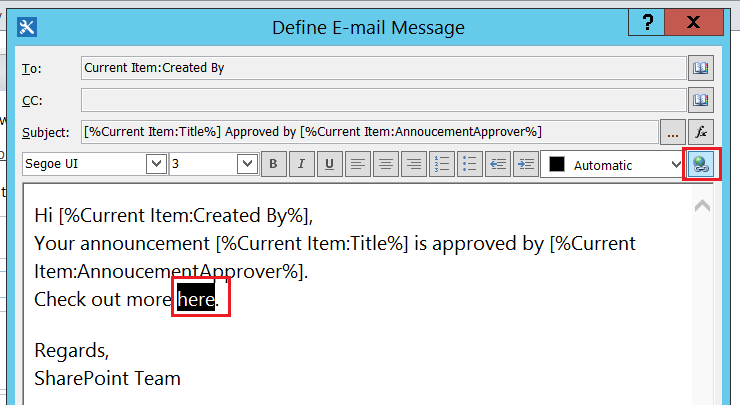 Define E-mail Message
? X
To: Current Item:Created By
CC:
Subject: [%Current Item:Title%] Approved by [%Current Item:AnnoucementApprover%] ... fx
Segoe UI 3 B I U Automatic
Hi [%Current Item:Created By%],
Your announcement [%Current Item:Title%] is approved by [%Current
Item:AnnoucementApprover%].
Check out more here.
Regards,
SharePoint Team